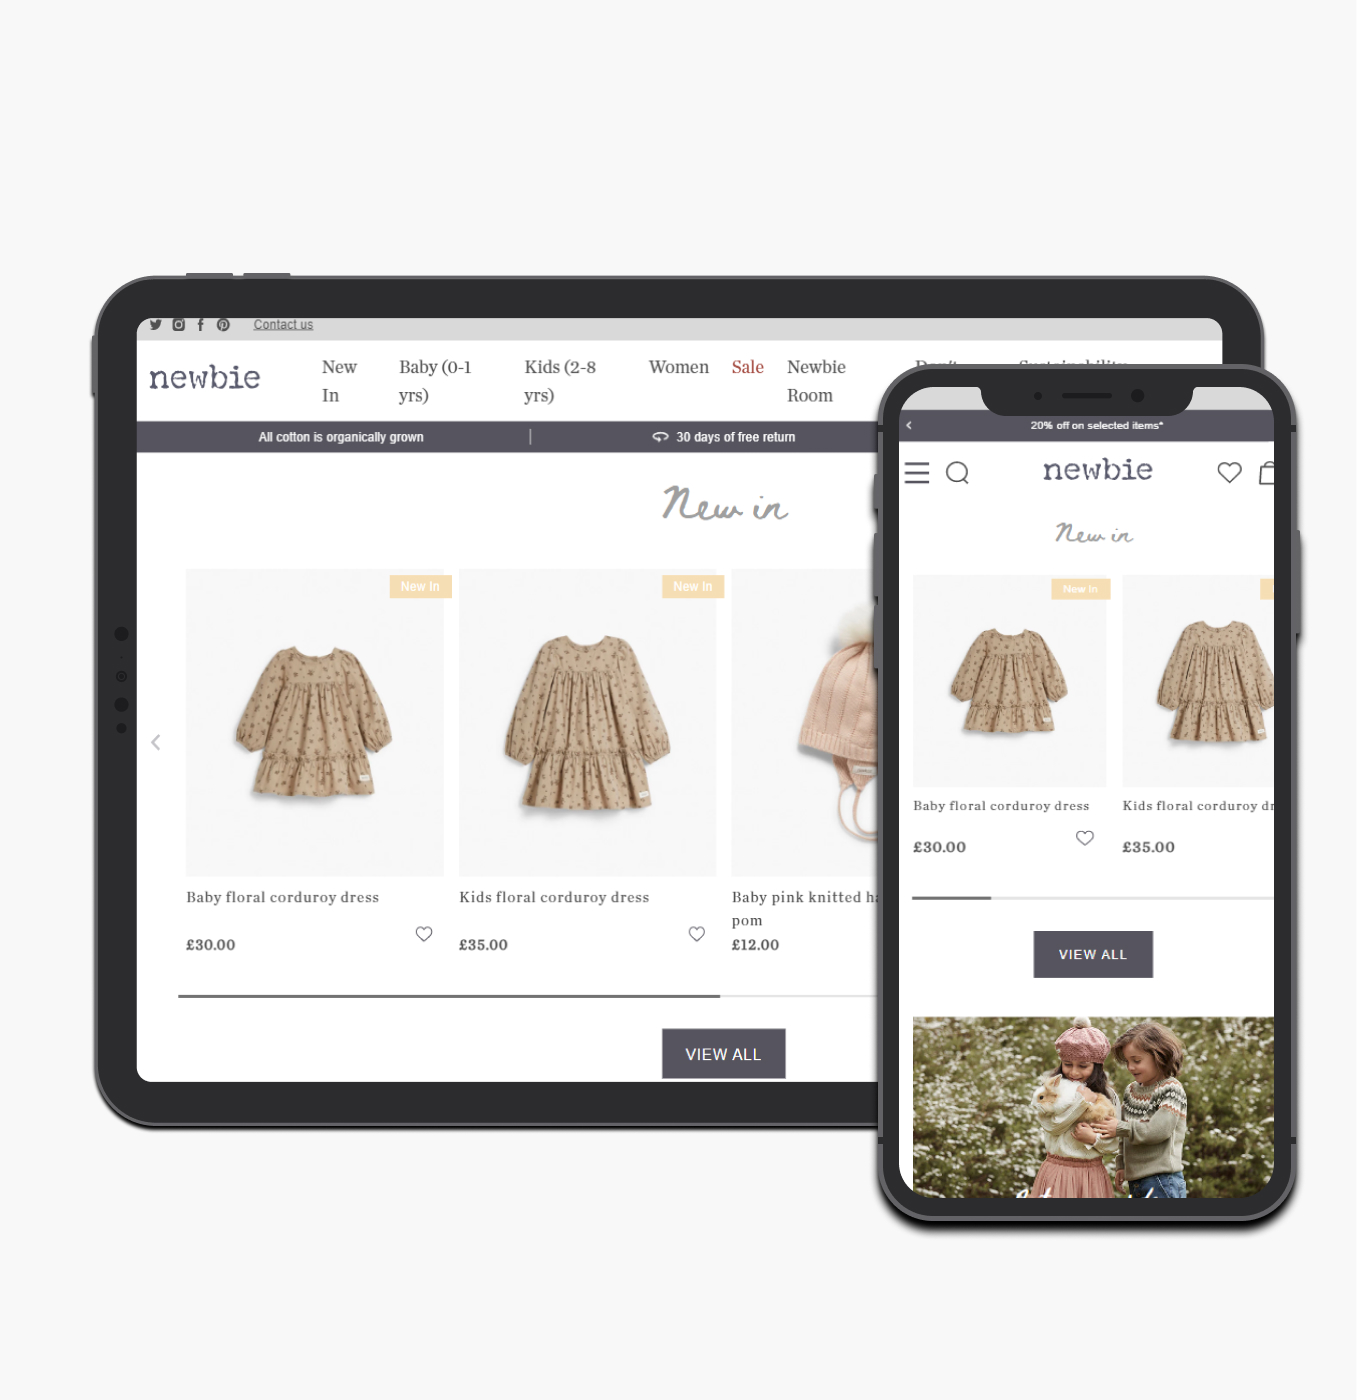 Contact us
newbie
New In
Baby (0-1 yrs)
Kids (2-8 yrs)
Women
Sale
Newbie Room
All cotton is organically grown
30 days of free return
New in
New In
New In
Baby floral corduroy dress
£30.00
Kids floral corduroy dress
£35.00
Baby pink knitted
pom
£12.00
VIEW ALL
20% off on selected items*
newbie
New in
New In
Baby floral corduroy dress
£30.00
Kids floral corduroy
£35.00
VIEW ALL